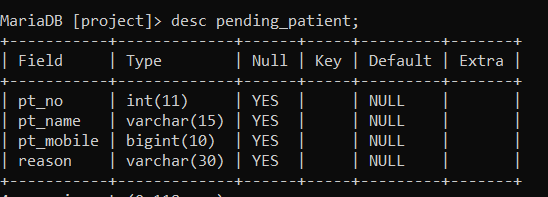 MariaDB [project]> desc pending_patient;
+-----------+-------------+------+-----+---------+-------+
| Field     | Type        | Null | Key | Default | Extra |
+-----------+-------------+------+-----+---------+-------+
| pt_no     | int(11)     | YES  |     | NULL    |       |
| pt_name   | varchar(15) | YES  |     | NULL    |       |
| pt_mobile | bigint(10)  | YES  |     | NULL    |       |
| reason    | varchar(30) | YES  |     | NULL    |       |
+-----------+-------------+------+-----+---------+-------+